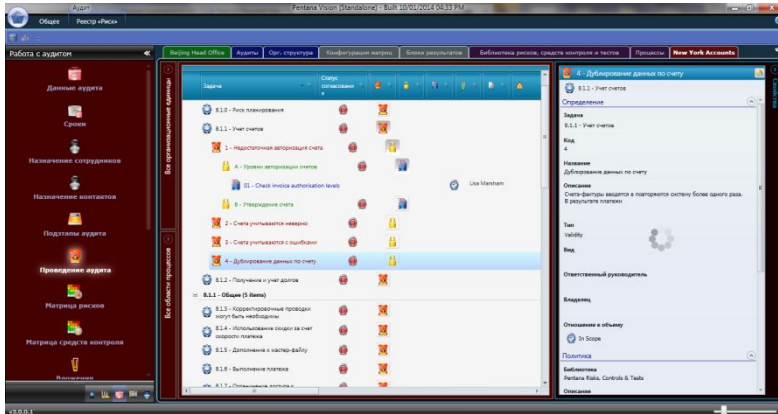 Аудит
Pentana Vision (Standalone) - Built 10/01/2014 04:33 PM
Общее
Реестр «Риск»
Работа с аудитом
Beijing Head Office
Аудиты
Орг. структура
Конфигурация матриц
Блоки результатов
Библиотека рисков, средств контроля и тестов
Процессы
New York Accounts
Данные аудита
Сроки
Назначение сотрудников
Назначение контактов
Подэтапы аудита
Проведение аудита
Матрица рисков
Матрица средств контроля
Вложения
v3.0.0.1
Все организационные единицы
Все области процессов
Задача
Статус
согласовани
я
8.1.0 - Риск планирования
8.1.1 - Учет счетов
1 - Недостаточная авторизация счета
A - Уровни авторизации счетов
01 - Check invoice authorisation levels
Lisa Marsham
B - Утверждение счета
2 - Счета учитываются неверно
3 - Счета учитываются с ошибками
4 - Дублирование данных по счету
8.1.2 - Получение и учет долгов
8.1.1 - Общее (5 items)
8.1.3 - Корректировочные проводки
могут быть необходимы
8.1.4 - Использование скидки за счет
скорости платежа
8.1.5 - Дополнение к мастер-файлу
8.1.6 - Выполнение платежа
8.1.7 - Ограничение доступа к
4 - Дублирование данных по счету
8.1.1 - Учет счетов
Определение
Задача
8.1.1 - Учет счетов
Код
4
Название
Дублирование данных по счету
Описание
Счета-фактуры вводятся в повторяются систему более одного раза.
В результате платежи
Тип
Validity
Вид
Ответственный руководитель
Владелец
Отношение к объему
In Scope
Политика
Библиотека
Pentana Risks, Controls & Tests
Описание
Свойства